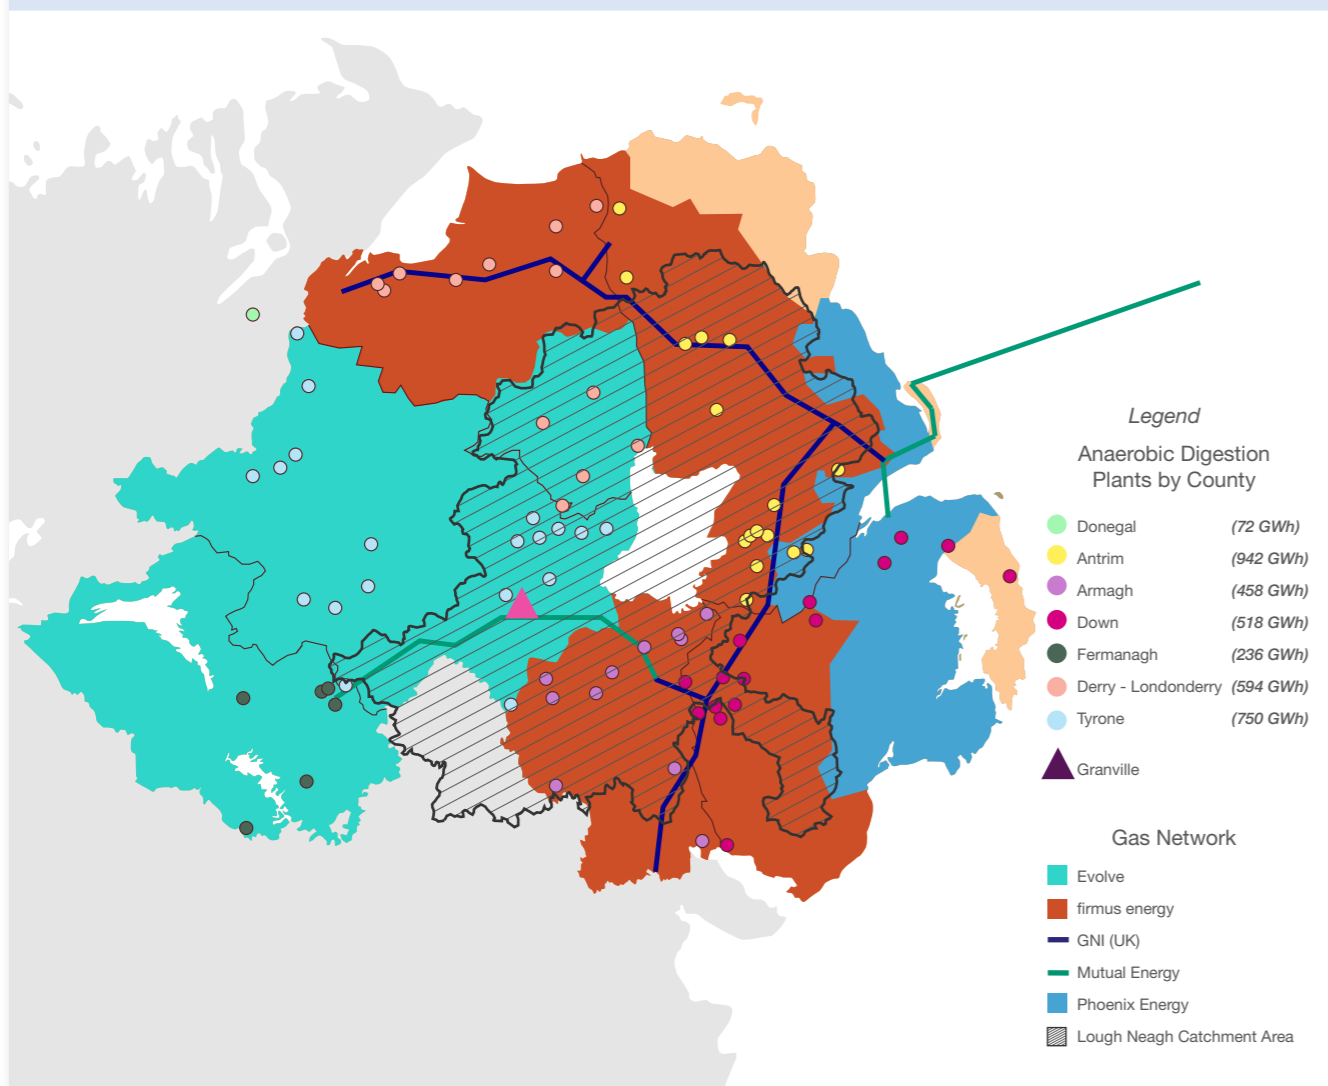 Legend
Anaerobic Digestion
Plants by County
Donegal (72 GWh)
Antrim (942 GWh)
Armagh (458 GWh)
Down (518 GWh)
Fermanagh (236 GWh)
Derry - Londonderry (594 GWh)
Tyrone (750 GWh)
Granville
Gas Network
Evolve
firmus energy
GNI (UK)
Mutual Energy
Phoenix Energy
Lough Neagh Catchment Area